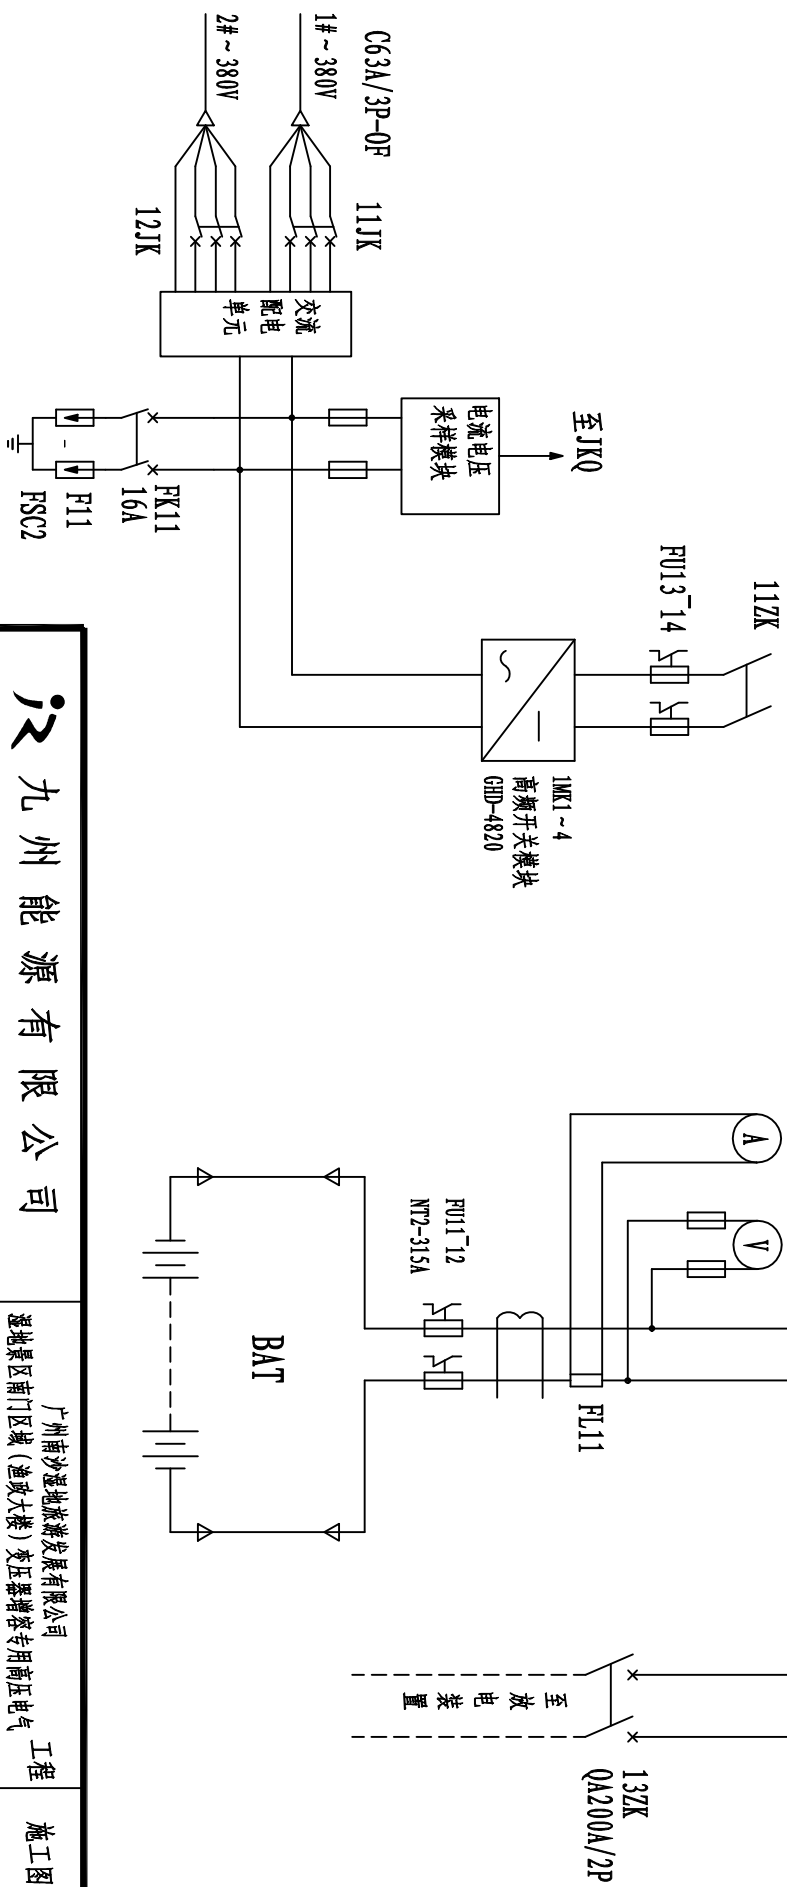 C63A/3P-OF
1#~380V
2#~380V
11JK
12JK
交流
配电
单元
至JKQ
电流电压
采样模块
FK11
16A
F11
FSC2
11ZK
FU13-14
1MK1~4
高频开关模块
GHD-4820
A
V
FU11-12
NT2-315A
FL11
BAT
至放电装置
13ZK
QA200A/2P
九州能源有限公司
广州南沙湿地旅游发展有限公司
湿地景区南门区域(渔政大楼)变压器增容专用高压电气
工程
施工图